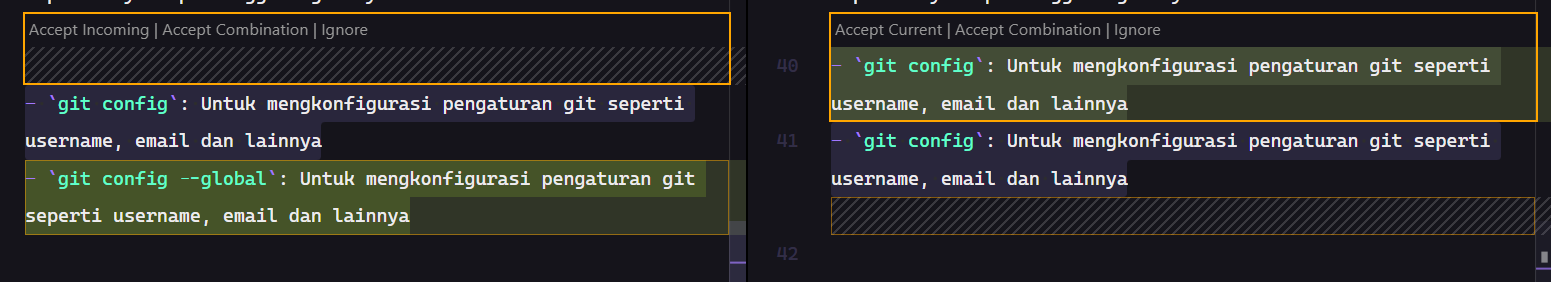 Accept Incoming | Accept Combination | Ignore
- `git config`: Untuk mengkonfigurasi pengaturan git seperti
username, email dan lainnya
- `git config --global`: Untuk mengkonfigurasi pengaturan git
seperti username, email dan lainnya
Accept Current | Accept Combination | Ignore
40 - `git config`: Untuk mengkonfigurasi pengaturan git seperti
username, email dan lainnya
41 - `git config`: Untuk mengkonfigurasi pengaturan git seperti
username, email dan lainnya
42